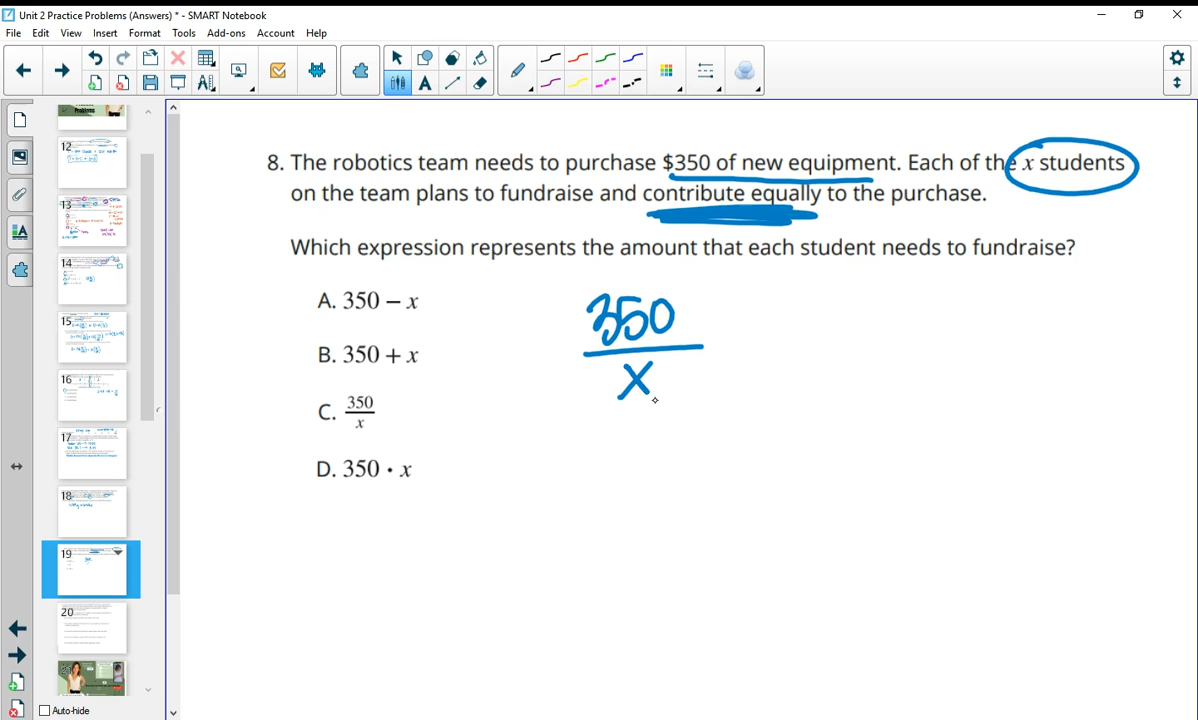 Unit 2 Practice Problems (Answers) * - SMART Notebook
File Edit View Insert Format Tools Add-ons Account Help
8. The robotics team needs to purchase $350 of new equipment. Each of the x students
on the team plans to fundraise and contribute equally to the purchase.
Which expression represents the amount that each student needs to fundraise?
A. 350 − x
B. 350 + x
C. 350/x
D. 350 · x
350
x
Problems
12
13
14
15
16
17
18
19
20
21
Auto-hide